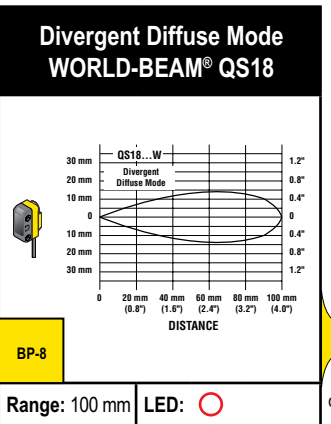 Divergent Diffuse Mode
WORLD-BEAM® QS18
QS18...W
Divergent
Diffuse Mode
30 mm
20 mm
10 mm
0
10 mm
20 mm
30 mm
1.2"
0.8"
0.4"
0
0.4"
0.8"
1.2"
0 20 mm 40 mm 60 mm 80 mm 100 mm
(0.8") (1.6") (2.4") (3.2") (4.0")
DISTANCE
BP-8
Range: 100 mm LED: